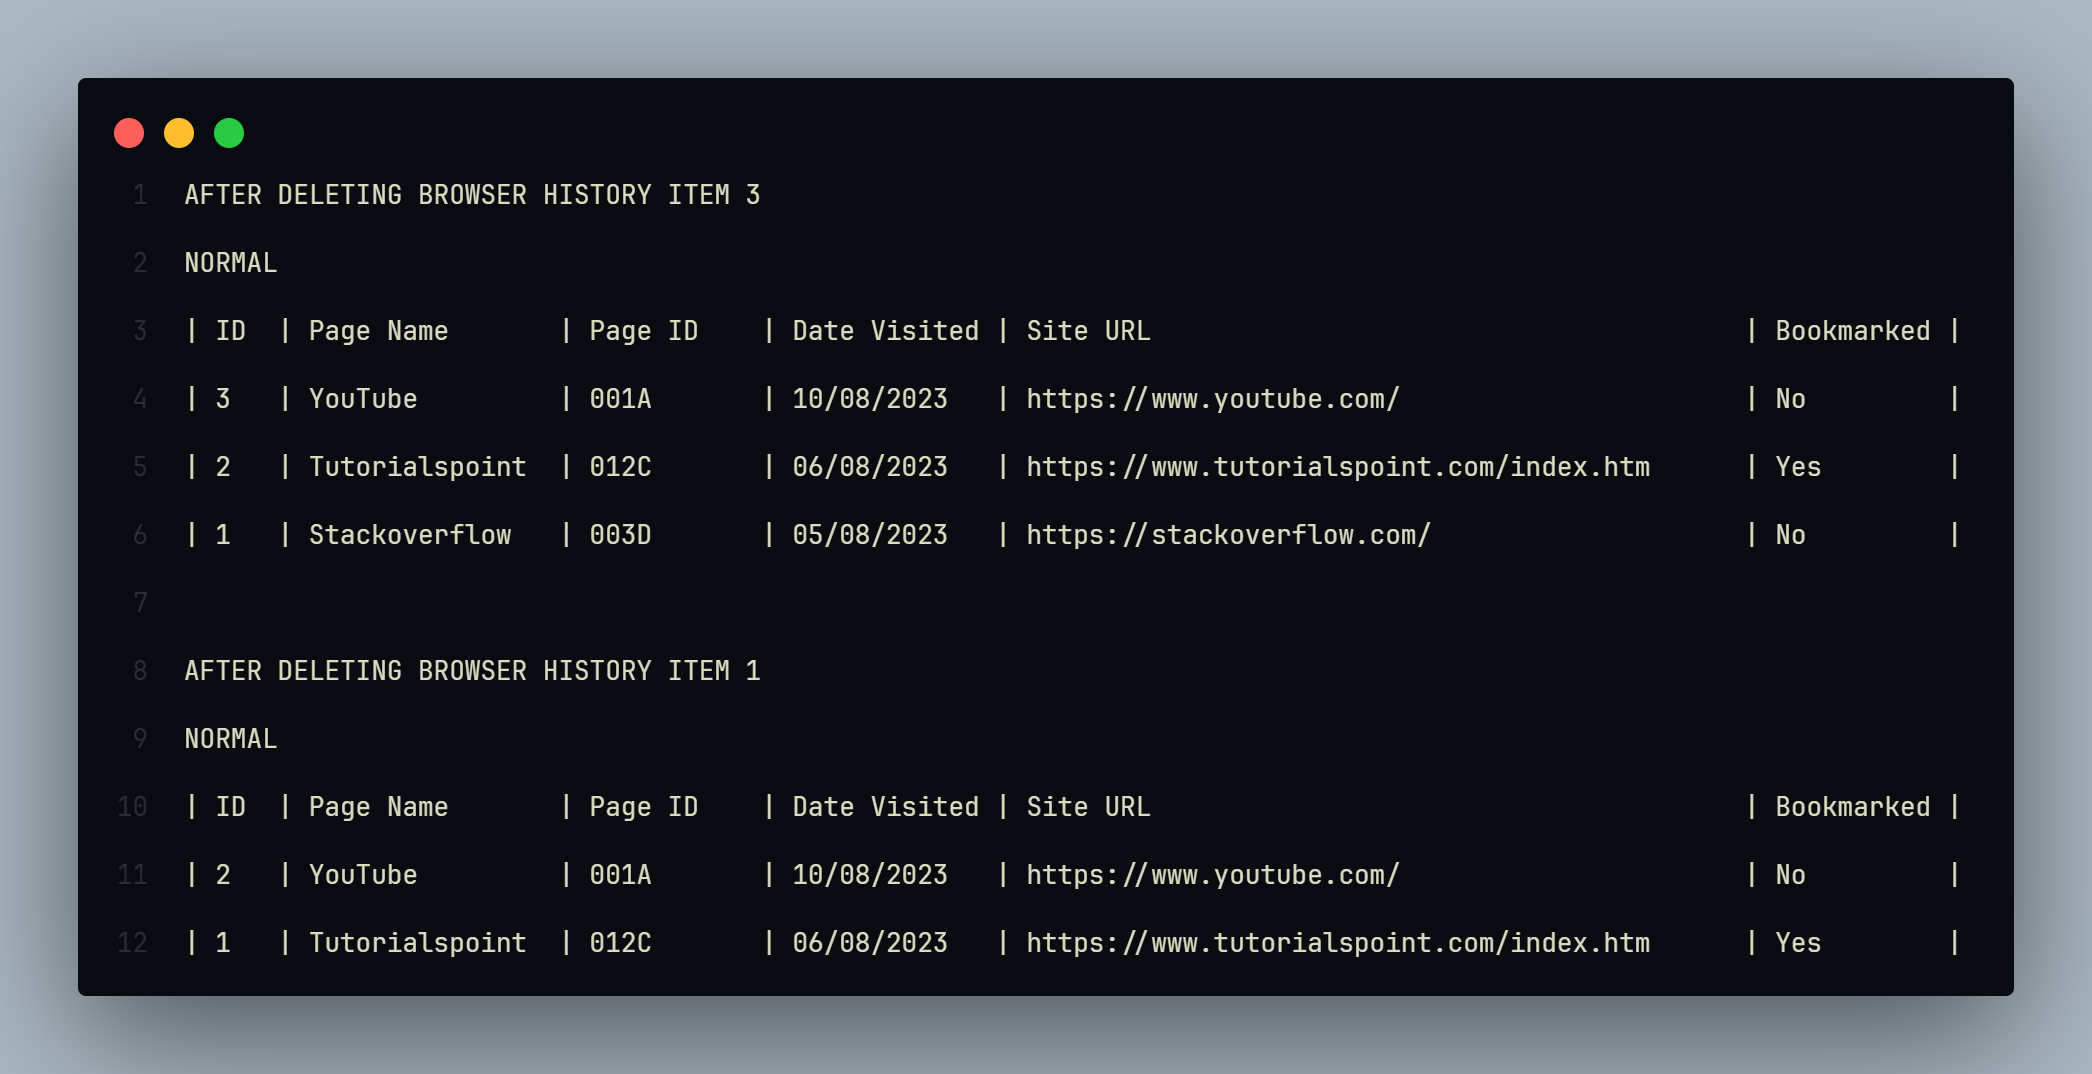 1 AFTER DELETING BROWSER HISTORY ITEM 3
2 NORMAL
3 | ID  | Page Name       | Page ID    | Date Visited | Site URL                                      | Bookmarked |
4 | 3   | YouTube         | 001A       | 10/08/2023   | https://www.youtube.com/                      | No         |
5 | 2   | Tutorialspoint  | 012C       | 06/08/2023   | https://www.tutorialspoint.com/index.htm      | Yes        |
6 | 1   | Stackoverflow   | 003D       | 05/08/2023   | https://stackoverflow.com/                    | No         |
7
8 AFTER DELETING BROWSER HISTORY ITEM 1
9 NORMAL
10 | ID  | Page Name       | Page ID    | Date Visited | Site URL                                      | Bookmarked |
11 | 2   | YouTube         | 001A       | 10/08/2023   | https://www.youtube.com/                      | No         |
12 | 1   | Tutorialspoint  | 012C       | 06/08/2023   | https://www.tutorialspoint.com/index.htm      | Yes        |